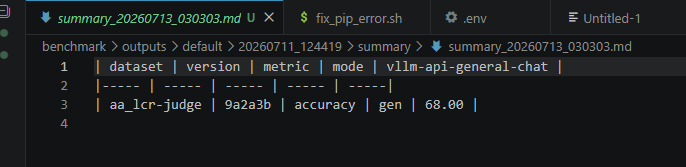 summary_20260713_030303.md U
fix_pip_error.sh
.env
Untitled-1
benchmark > outputs > default > 20260711_124419 > summary > summary_20260713_030303.md
1 | dataset | version | metric | mode | vllm-api-general-chat |
2 |----- | ----- | ----- | ----- | -----|
3 | aa_lcr-judge | 9a2a3b | accuracy | gen | 68.00 |
4